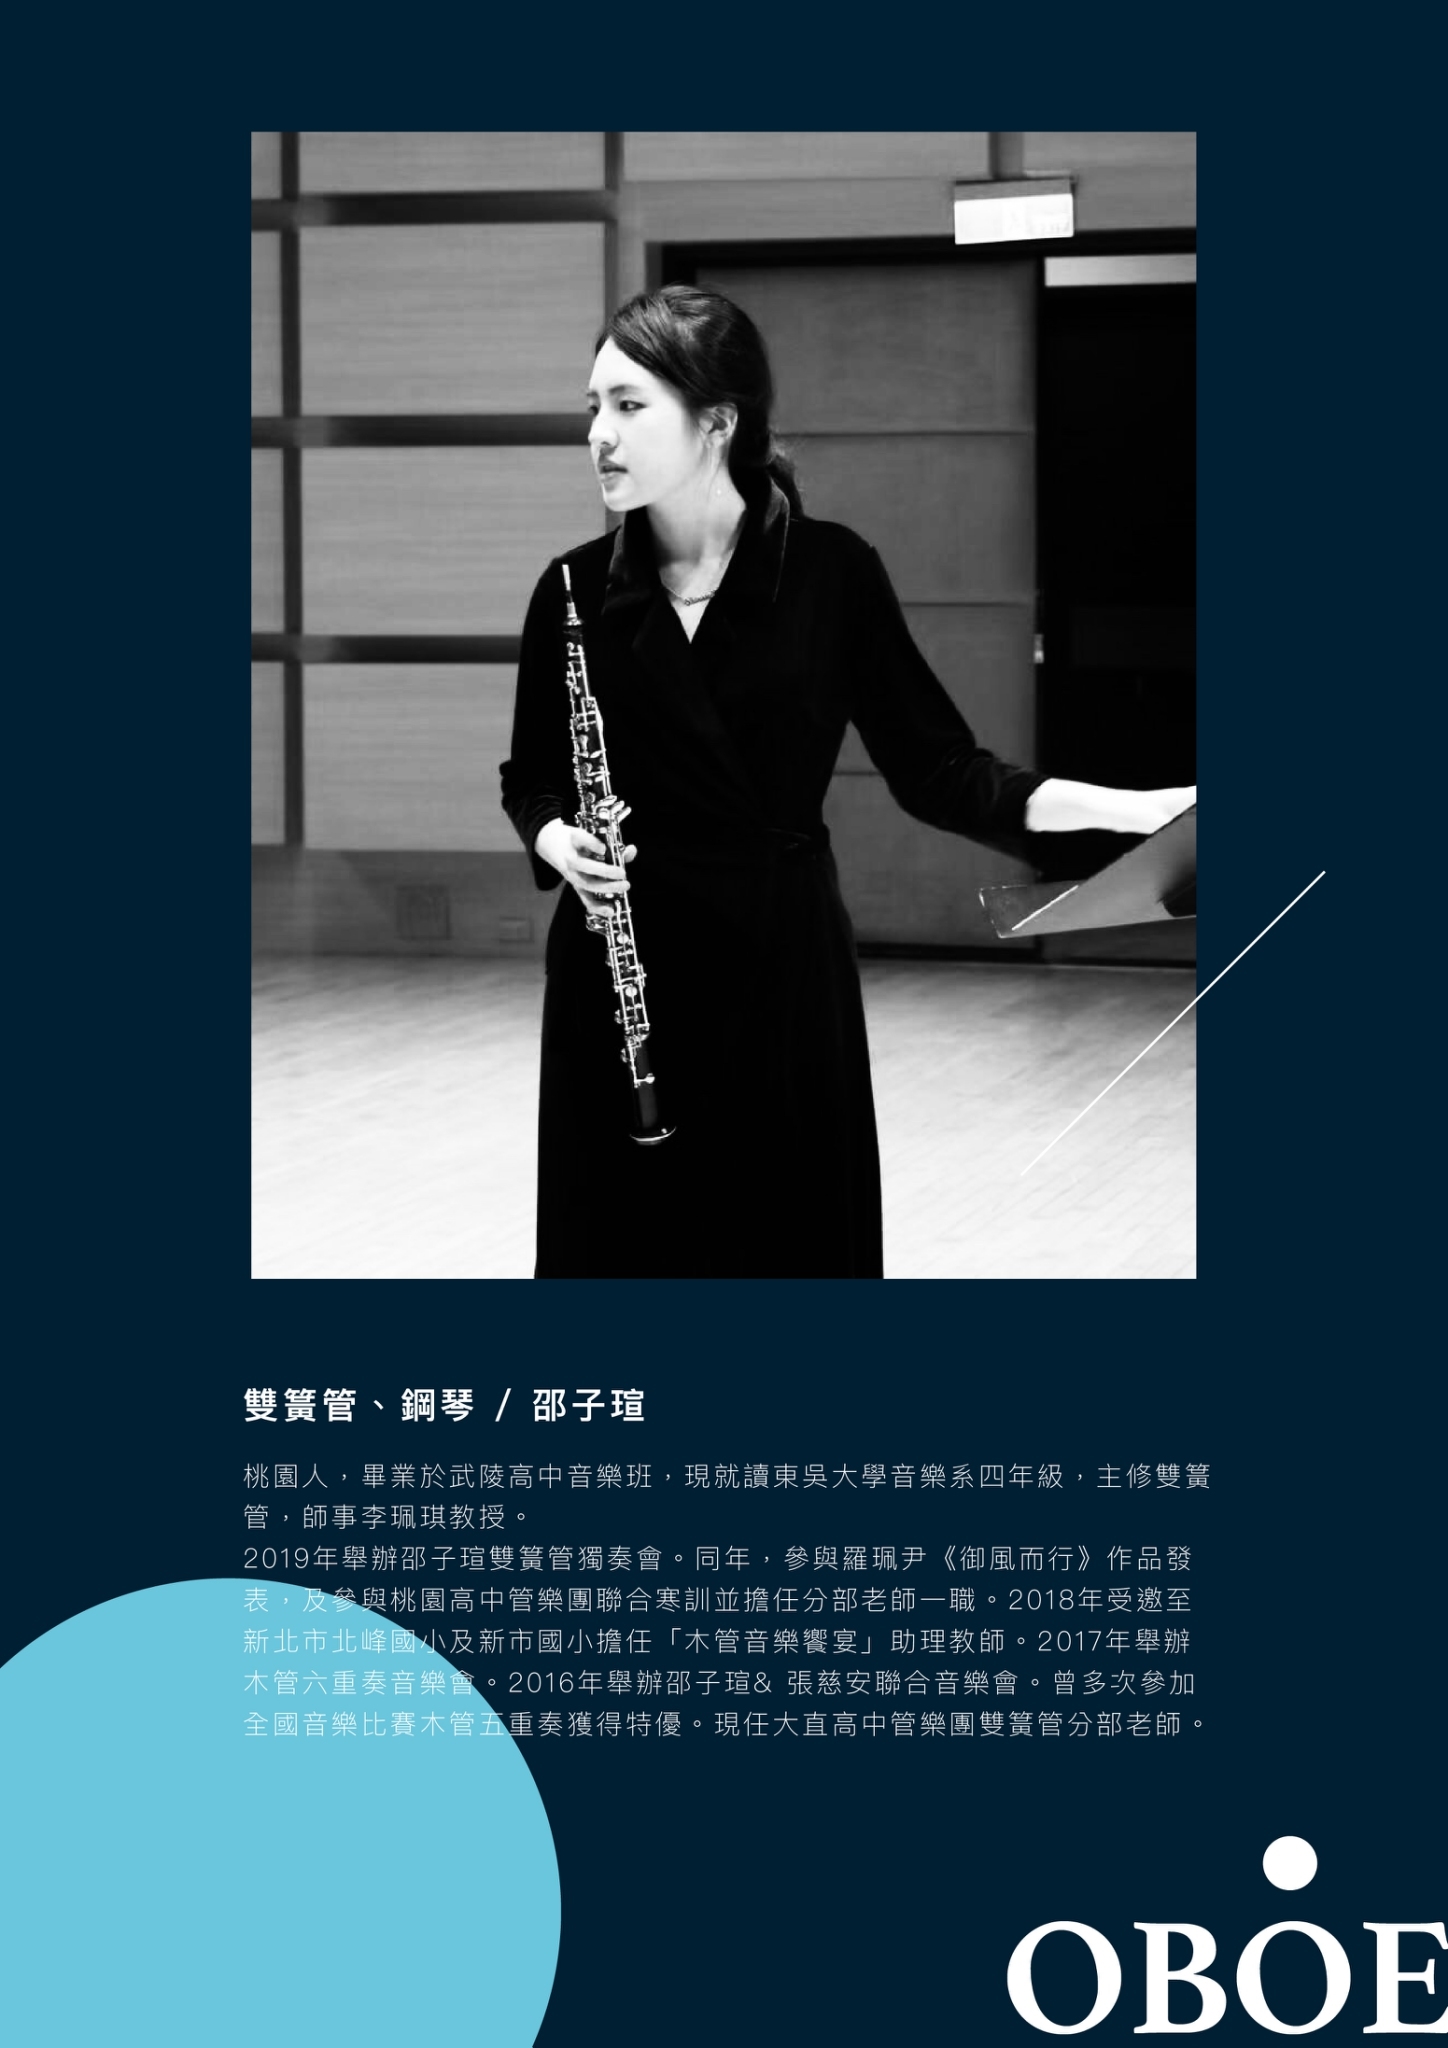 雙簧管、鋼琴 / 邵子瑄
桃園人，畢業於武陵高中音樂班，現就讀東吳大學音樂系四年級，主修雙簧
管，師事李珮琪教授。
2019年舉辦邵子瑄雙簧管獨奏會。同年，參與羅珮尹《御風而行》作品發
表，及參與桃園高中管樂團聯合寒訓並擔任分部老師一職。2018年受邀至
新北市北峰國小及新市國小擔任「木管音樂饗宴」助理教師。2017年舉辦
木管六重奏音樂會。2016年舉辦邵子瑄& 張慈安聯合音樂會。曾多次參加
全國音樂比賽木管五重奏獲得特優。現任大直高中管樂團雙簧管分部老師。
OBOE